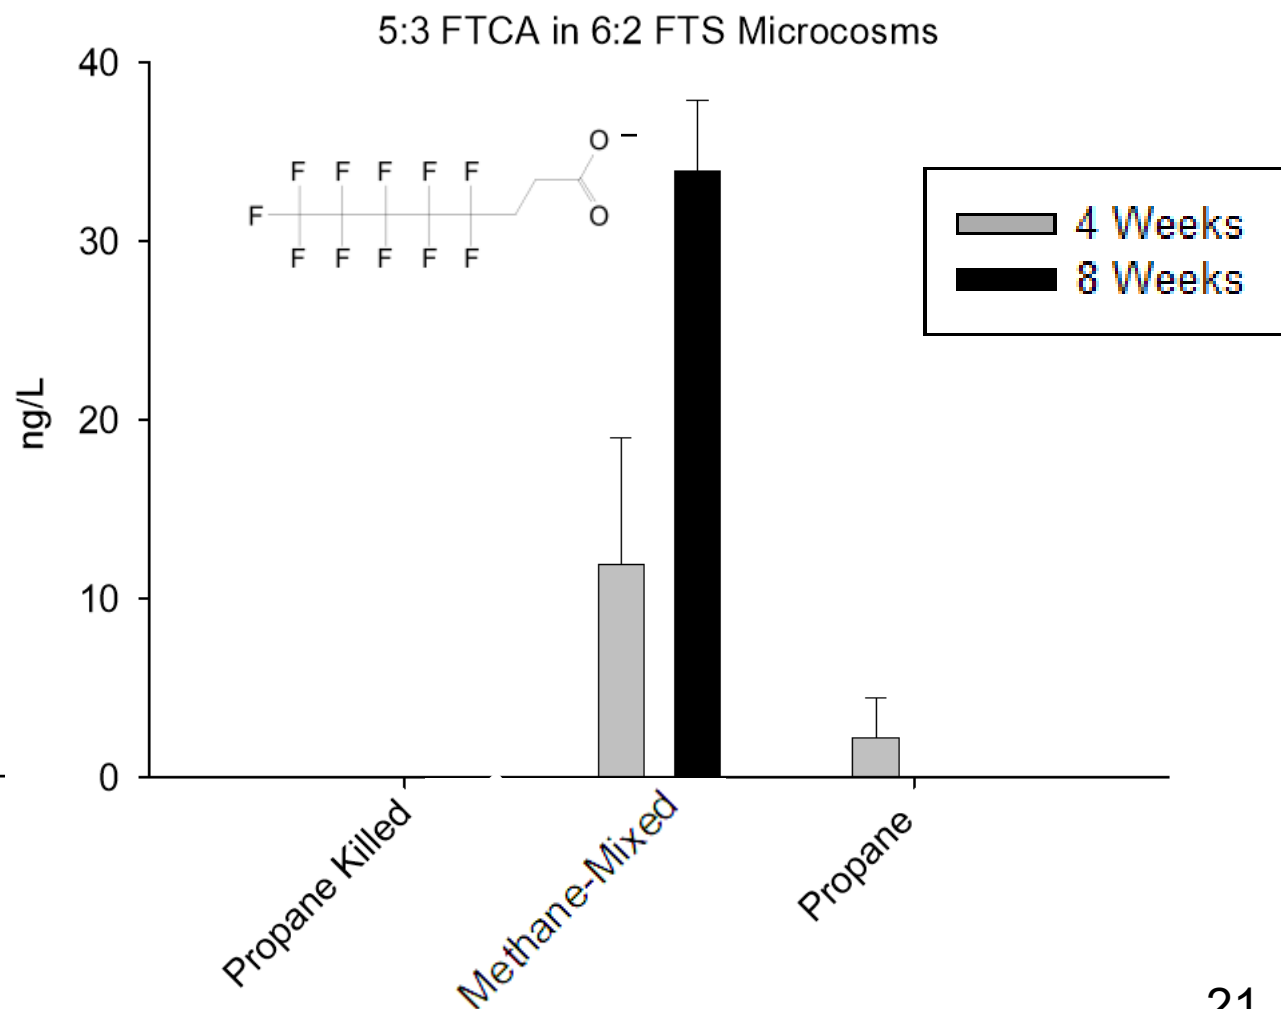 5:3 FTCA in 6:2 FTS Microcosms
40
30
20
10
0
ng/L
O –
F F F F F
F
O
F F F F F
4 Weeks
8 Weeks
Propane Killed
Methane-Mixed
Propane
21